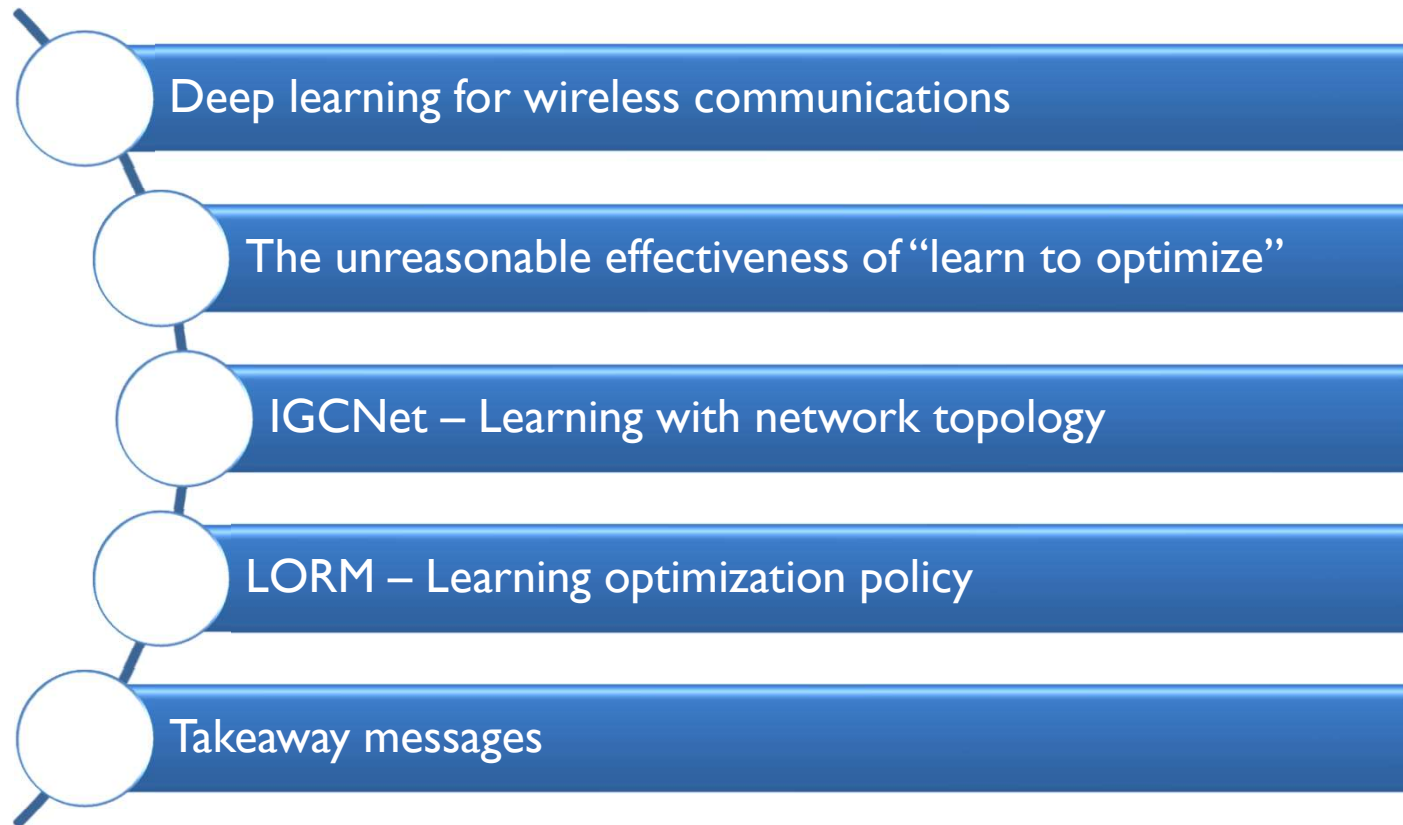 Deep learning for wireless communications
The unreasonable effectiveness of “learn to optimize”
IGCNet – Learning with network topology
LORM – Learning optimization policy
Takeaway messages